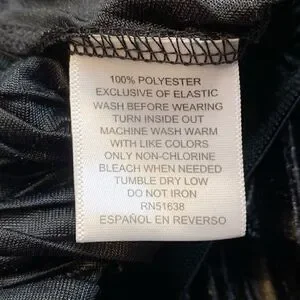 100% POLYESTER
EXCLUSIVE OF ELASTIC
WASH BEFORE WEARING
TURN INSIDE OUT
MACHINE WASH WARM
WITH LIKE COLORS
ONLY NON-CHLORINE
BLEACH WHEN NEEDED
TUMBLE DRY LOW
DO NOT IRON
RN51638
ESPAÑOL EN REVERSO